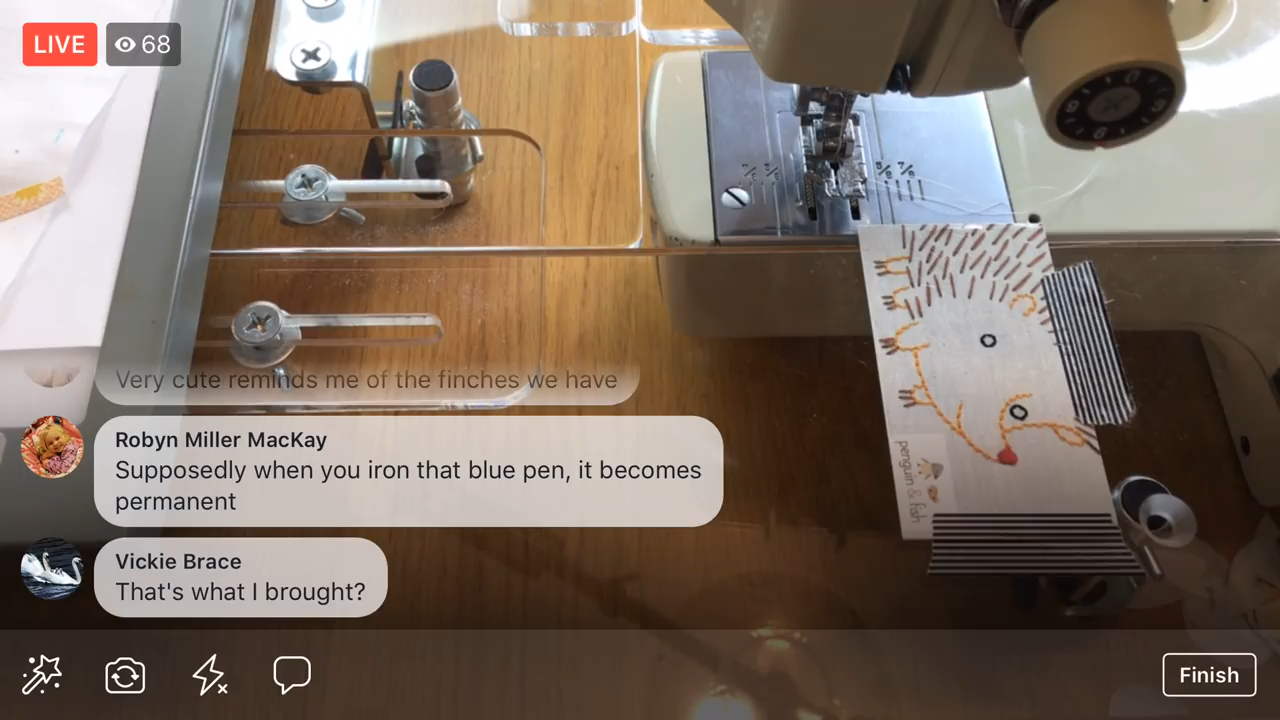 LIVE
68
Very cute reminds me of the finches we have
Robyn Miller MacKay
Supposedly when you iron that blue pen, it becomes
permanent
Vickie Brace
That's what I brought?
penguin & fish
Finish